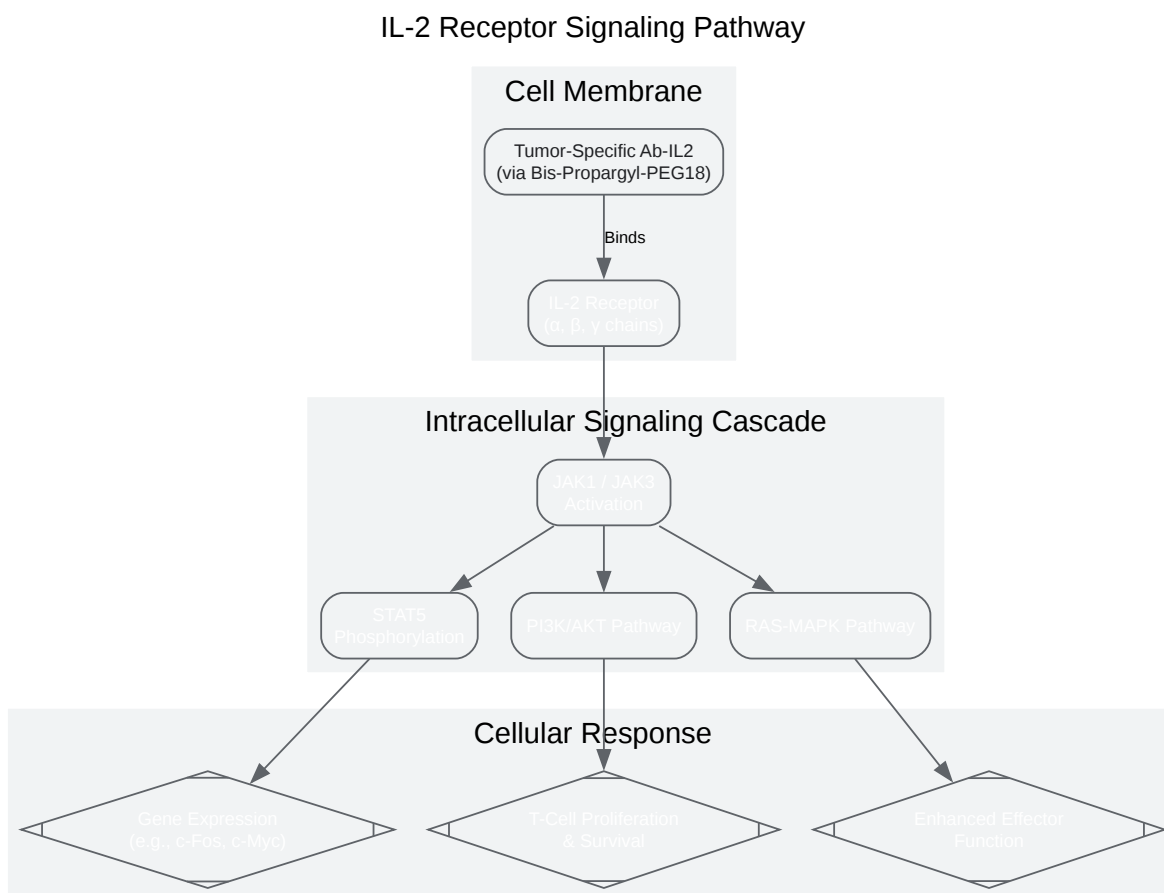 IL-2 Receptor Signaling Pathway
Cell Membrane
Tumor-Specific Ab-IL2
(via Bis-Propargyl-PEG18)
Binds
IL-2 Receptor
(α, β, γ chains)
Intracellular Signaling Cascade
JAK1 / JAK3
Activation
STAT5
Phosphorylation
PI3K/AKT Pathway
RAS-MAPK Pathway
Cellular Response
Gene Expression
(e.g., c-Fos, c-Myc)
T-Cell Proliferation
& Survival
Enhanced Effector
Function